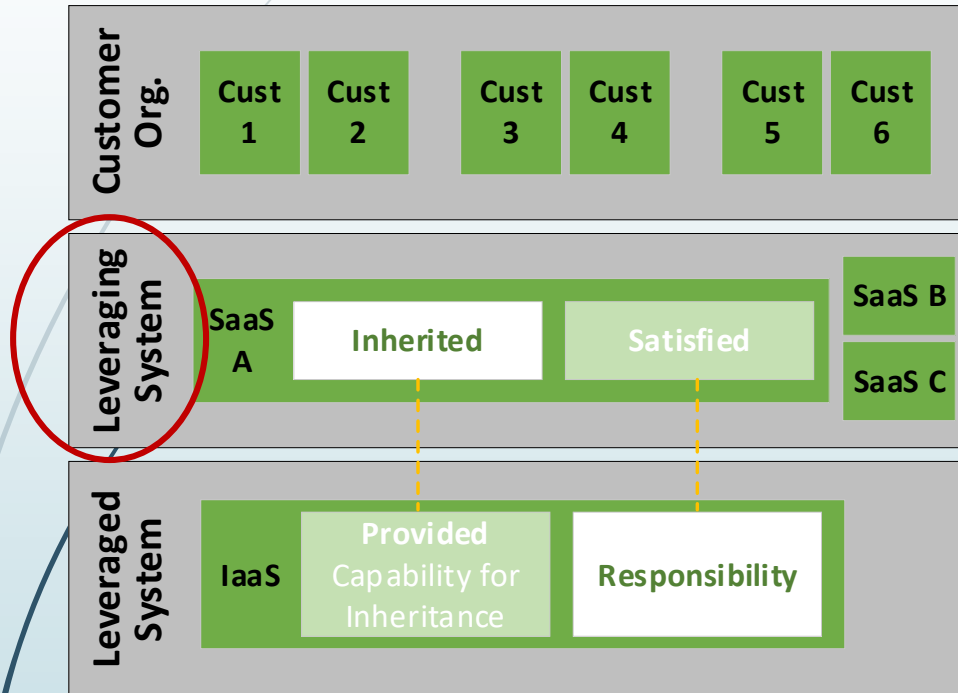 Customer
Org.
Cust
1
Cust
2
Cust
3
Cust
4
Cust
5
Cust
6
Leveraging
System
SaaS
A
Inherited
Satisfied
SaaS B
SaaS C
Leveraged
System
IaaS
Provided
Capability for
Inheritance
Responsibility